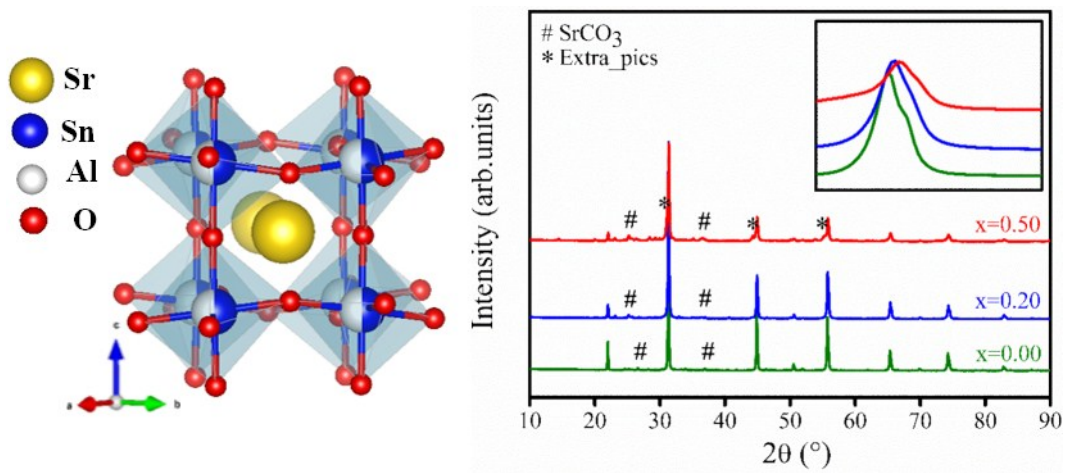 Sr
Sn
Al
O
c
a
b
# SrCO3
* Extra_pics
Intensity (arb.units)
* # # * * x=0.50
# # x=0.20
# # x=0.00
10 20 30 40 50 60 70 80 90
2θ (°)